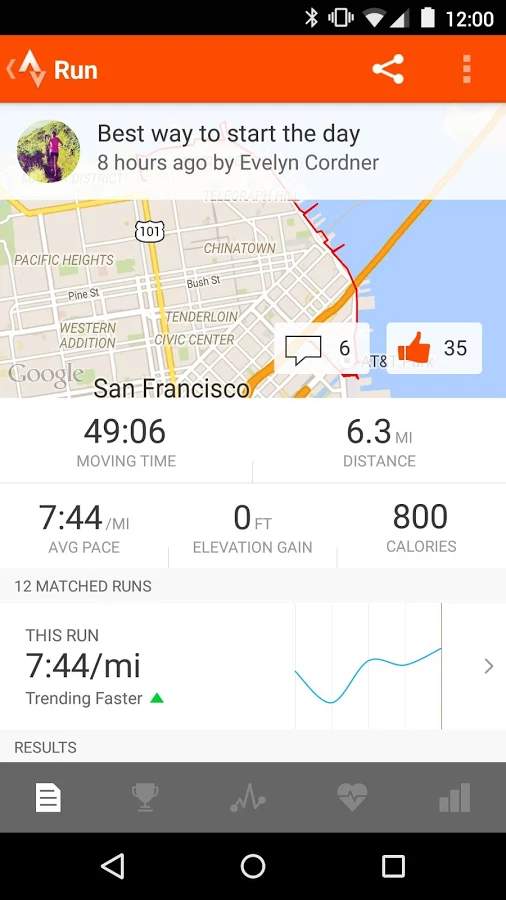 12:00
Run
Best way to start the day
8 hours ago by Evelyn Cordner
DISTRICT
TELEGRAPH HILL
101
CHINATOWN
PACIFIC HEIGHTS
Bush St
Pine St
TENDERLOIN
WESTERN
ADDITION
CIVIC CENTER
6
35
AT&T
Google
San Francisco
49:06
MOVING TIME
6.3 MI
DISTANCE
7:44 /MI
AVG PACE
0 FT
ELEVATION GAIN
800
CALORIES
12 MATCHED RUNS
THIS RUN
7:44/mi
Trending Faster
RESULTS